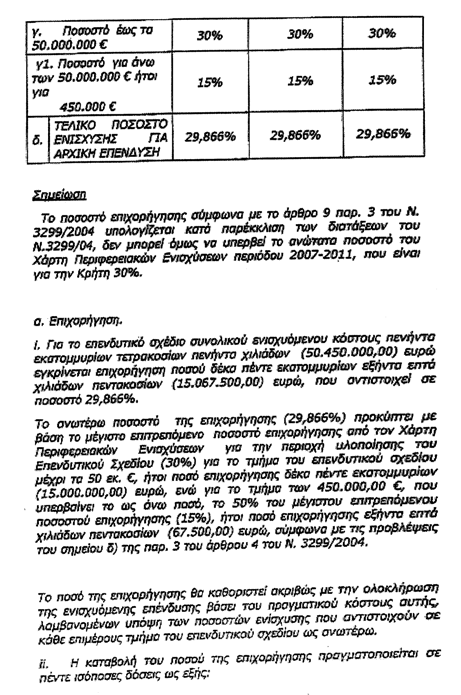 γ. Ποσοστό έως τα
50.000.000 € 30% 30% 30%
γ1. Ποσοστό για άνω
των 50.000.000 € ήτοι
για 15% 15% 15%
450.000 €
ΤΕΛΙΚΟ ΠΟΣΟΣΤΟ
δ. ΕΝΙΣΧΥΣΗΣ ΓΙΑ 29,866% 29,866% 29,866%
ΑΡΧΙΚΗ ΕΠΕΝΔΥΣΗ
Σημείωση
Το ποσοστό επιχορήγησης σύμφωνα με το άρθρο 9 παρ. 3 του Ν.
3299/2004 υπολογίζεται κατά παρέκκλιση των διατάξεων του
Ν.3299/04, δεν μπορεί όμως να υπερβεί το ανώτατο ποσοστό του
Χάρτη Περιφερειακών Ενισχύσεων περιόδου 2007-2011, που είναι
για την Κρήτη 30%.
α. Επιχορήγηση.
i. Για το επενδυτικό σχέδιο συνολικού ενισχυόμενου κόστους πενήντα
εκατομμυρίων τετρακοσίων πενήντα χιλιάδων (50.450.000,00) ευρώ
εγκρίνεται επιχορήγηση ποσού δέκα πέντε εκατομμυρίων εξήντα επτά
χιλιάδων πεντακοσίων (15.067.500,00) ευρώ, που αντιστοιχεί σε
ποσοστό 29,866%.
Το ανωτέρω ποσοστό της επιχορήγησης (29,866%) προκύπτει με
βάση το μέγιστο επιτρεπόμενο ποσοστό επιχορήγησης από τον Χάρτη
Περιφερειακών Ενισχύσεων για την περιοχή υλοποίησης του
Επενδυτικού Σχεδίου (30%) για το τμήμα του επενδυτικού σχεδίου
μέχρι τα 50 εκ. €, ήτοι ποσό επιχορήγησης δέκα πέντε εκατομμυρίων
(15.000.000,00) ευρώ, ενώ για το τμήμα των 450.000,00 €, που
υπερβαίνει το ως άνω ποσό, το 50% του μέγιστου επιτρεπόμενου
ποσοστού επιχορήγησης (15%), ήτοι ποσό επιχορήγησης εξήντα επτά
χιλιάδων πεντακοσίων (67.500,00) ευρώ, σύμφωνα με τις προβλέψεις
του σημείου δ) της παρ. 3 του άρθρου 4 του Ν. 3299/2004.
Το ποσό της επιχορήγησης θα καθοριστεί ακριβώς με την ολοκλήρωση
της ενισχυόμενης επένδυσης βάσει του πραγματικού κόστους αυτής,
λαμβανομένων υπόψη των ποσοστών ενίσχυσης που αντιστοιχούν σε
κάθε επιμέρους τμήμα του επενδυτικού σχεδίου ως ανωτέρω.
ii. Η καταβολή του ποσού της επιχορήγησης πραγματοποιείται σε
πέντε ισόποσες δόσεις ως εξής: